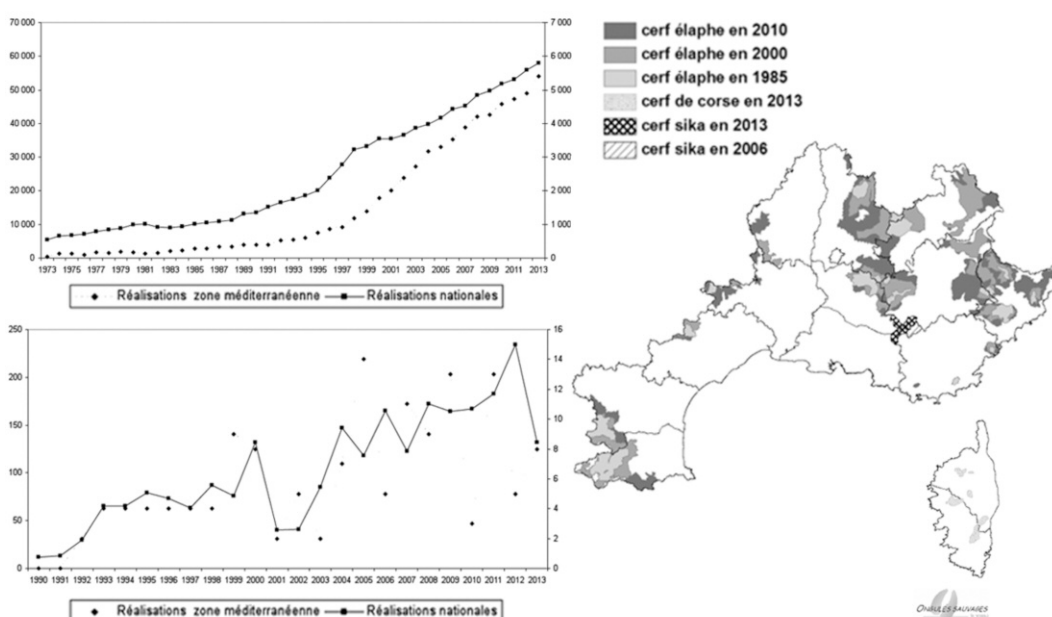 70 000
60 000
50 000
40 000
30 000
20 000
10 000
0
7 000
6 000
5 000
4 000
3 000
2 000
1 000
0
1973 1975 1977 1979 1981 1983 1985 1987 1989 1991 1993 1995 1997 1999 2001 2003 2005 2007 2009 2011 2013
Réalisations zone méditerranéenne Réalisations nationales
250
200
150
100
50
0
16
14
12
10
8
6
4
2
0
1990 1991 1992 1993 1994 1995 1996 1997 1998 1999 2000 2001 2002 2003 2004 2005 2006 2007 2008 2009 2010 2011 2012 2013
Réalisations zone méditerranéenne Réalisations nationales
cerf élaphe en 2010
cerf élaphe en 2000
cerf élaphe en 1985
cerf de corse en 2013
cerf sika en 2013
cerf sika en 2006
ONGULÉS SAUVAGES